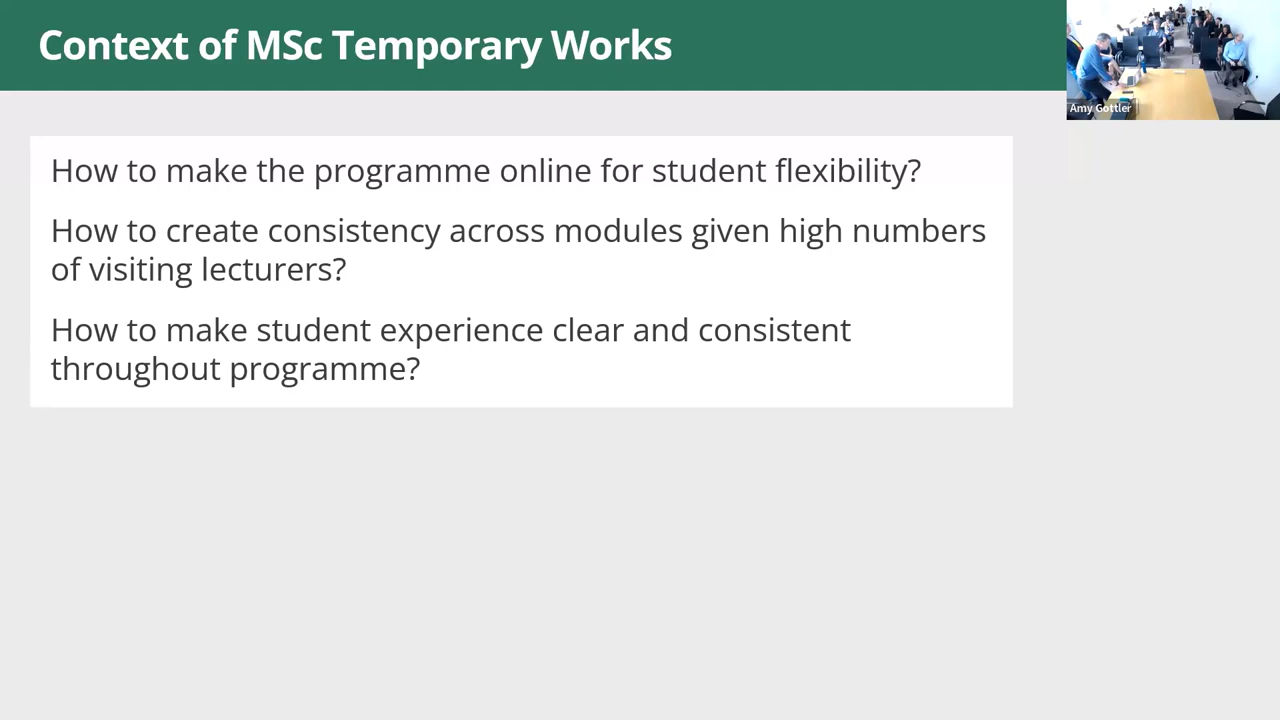 Context of MSc Temporary Works
Amy Gottler
How to make the programme online for student flexibility?
How to create consistency across modules given high numbers
of visiting lecturers?
How to make student experience clear and consistent
throughout programme?